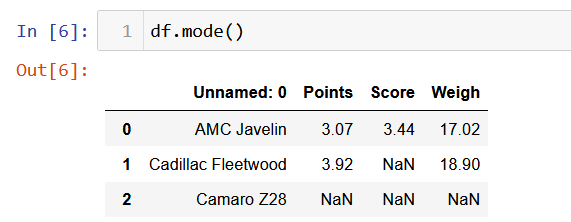 In [6]: 1 df.mode()
Out[6]:
Unnamed: 0 Points Score Weigh
0 AMC Javelin 3.07 3.44 17.02
1 Cadillac Fleetwood 3.92 NaN 18.90
2 Camaro Z28 NaN NaN NaN